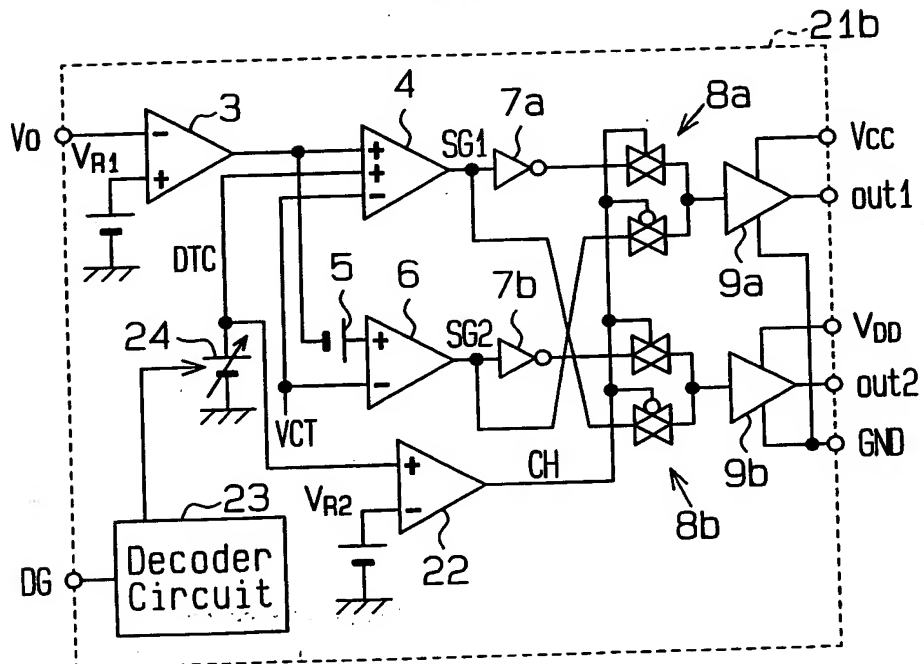 21b
3
4
7a
8a
Vo
VR1
SG1
Vcc
out1
DTC
5
6
7b
9a
SG2
24
VDD
out2
VCT
GND
CH
9b
23
VR2
22
8b
Decoder
Circuit
DG